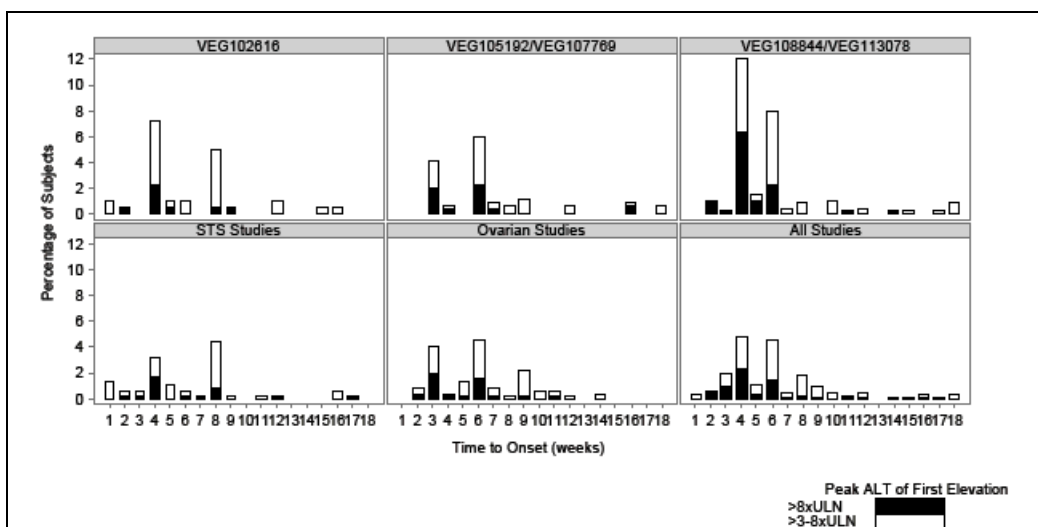 VEG102616 VEG105192/VEG107769 VEG108844/VEG113078
12
10
8
6
4
2
0
STS Studies Ovarian Studies All Studies
12
10
8
6
4
2
0
Percentage of Subjects
1 2 3 4 5 6 7 8 9 10 11 12 13 14 15 16 17 18 1 2 3 4 5 6 7 8 9 10 11 12 13 14 15 16 17 18 1 2 3 4 5 6 7 8 9 10 11 12 13 14 15 16 17 18
Time to Onset (weeks)
Peak ALT of First Elevation
>8xULN
>3-8xULN